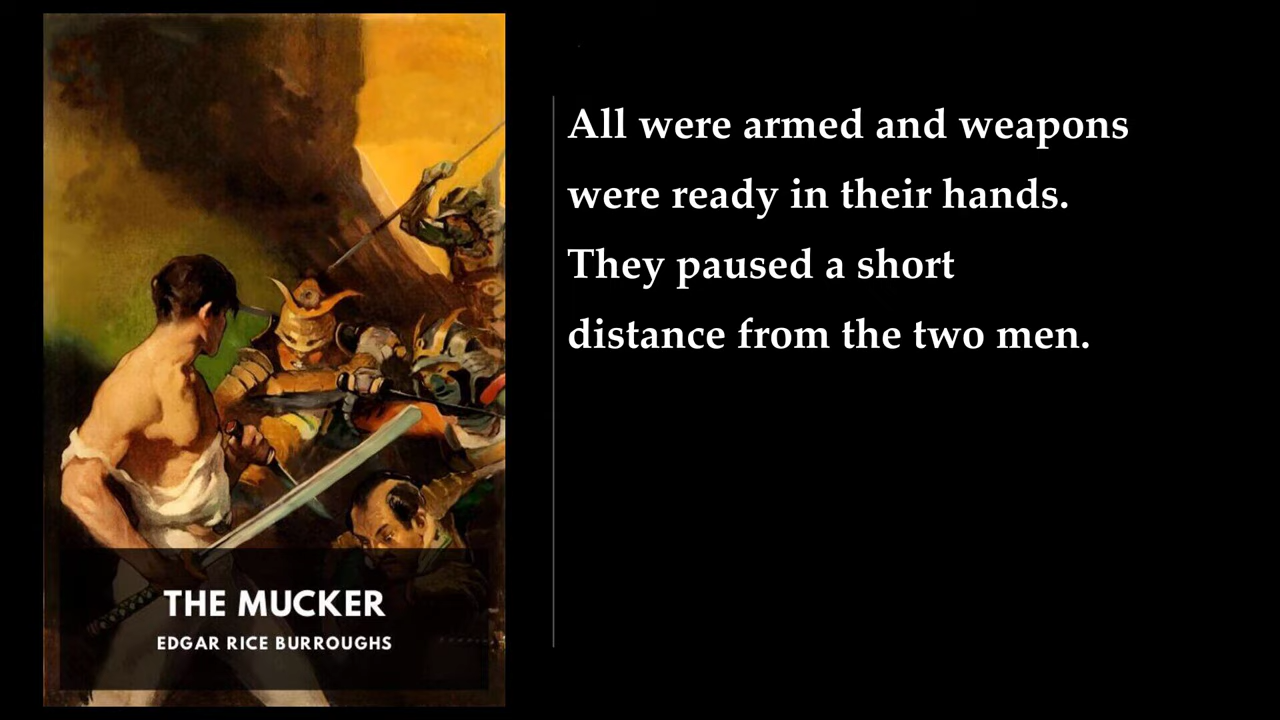 THE MUCKER
EDGAR RICE BURROUGHS
All were armed and weapons
were ready in their hands.
They paused a short
distance from the two men.